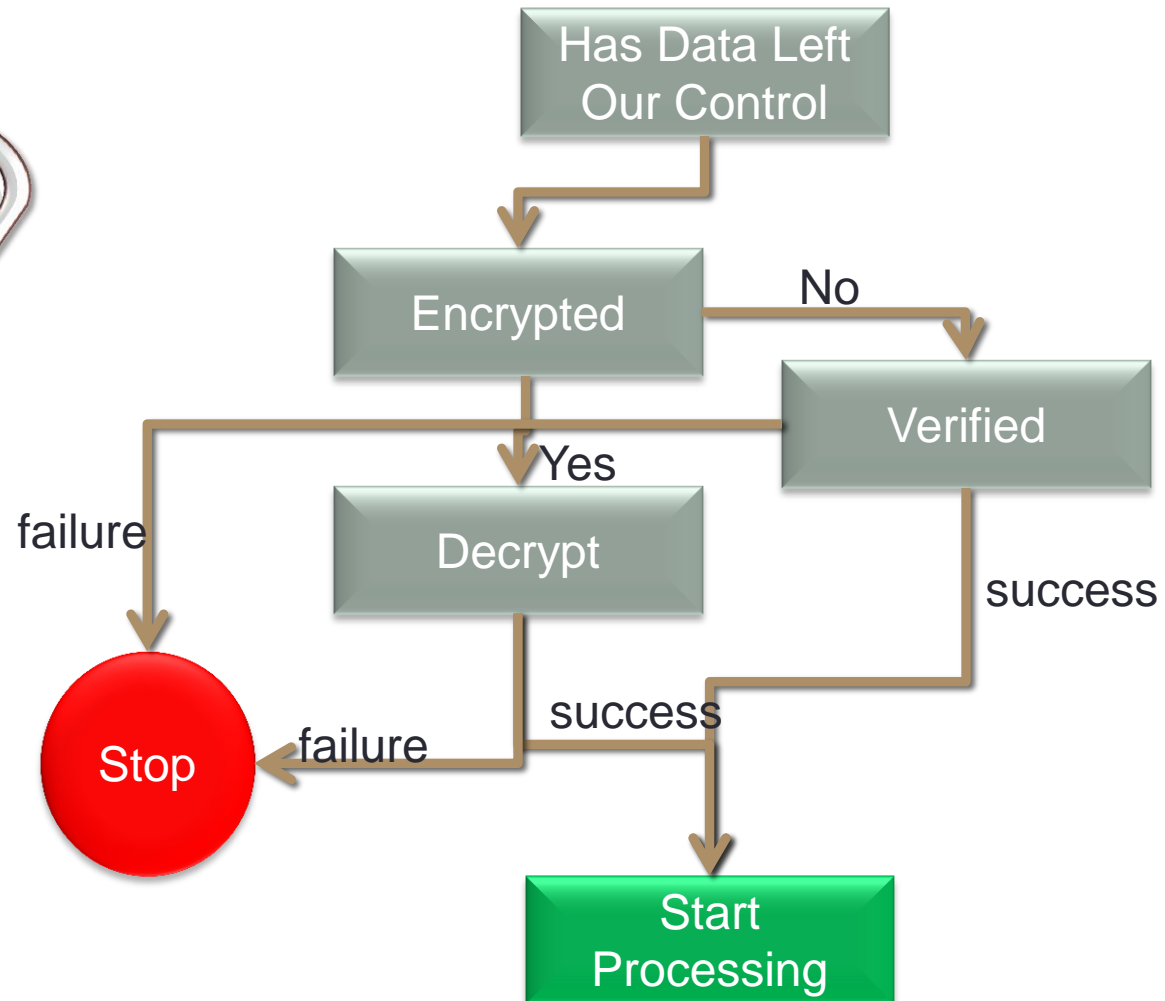 Has Data Left
Our Control
Encrypted
No
Verified
Yes
failure
Decrypt
success
success
failure
Stop
Start
Processing